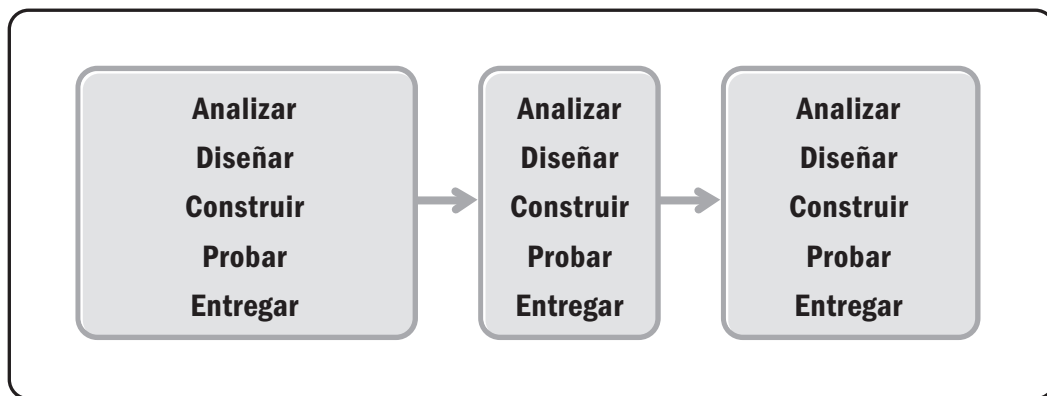 Analizar
Diseñar
Construir
Probar
Entregar
Analizar
Diseñar
Construir
Probar
Entregar
Analizar
Diseñar
Construir
Probar
Entregar